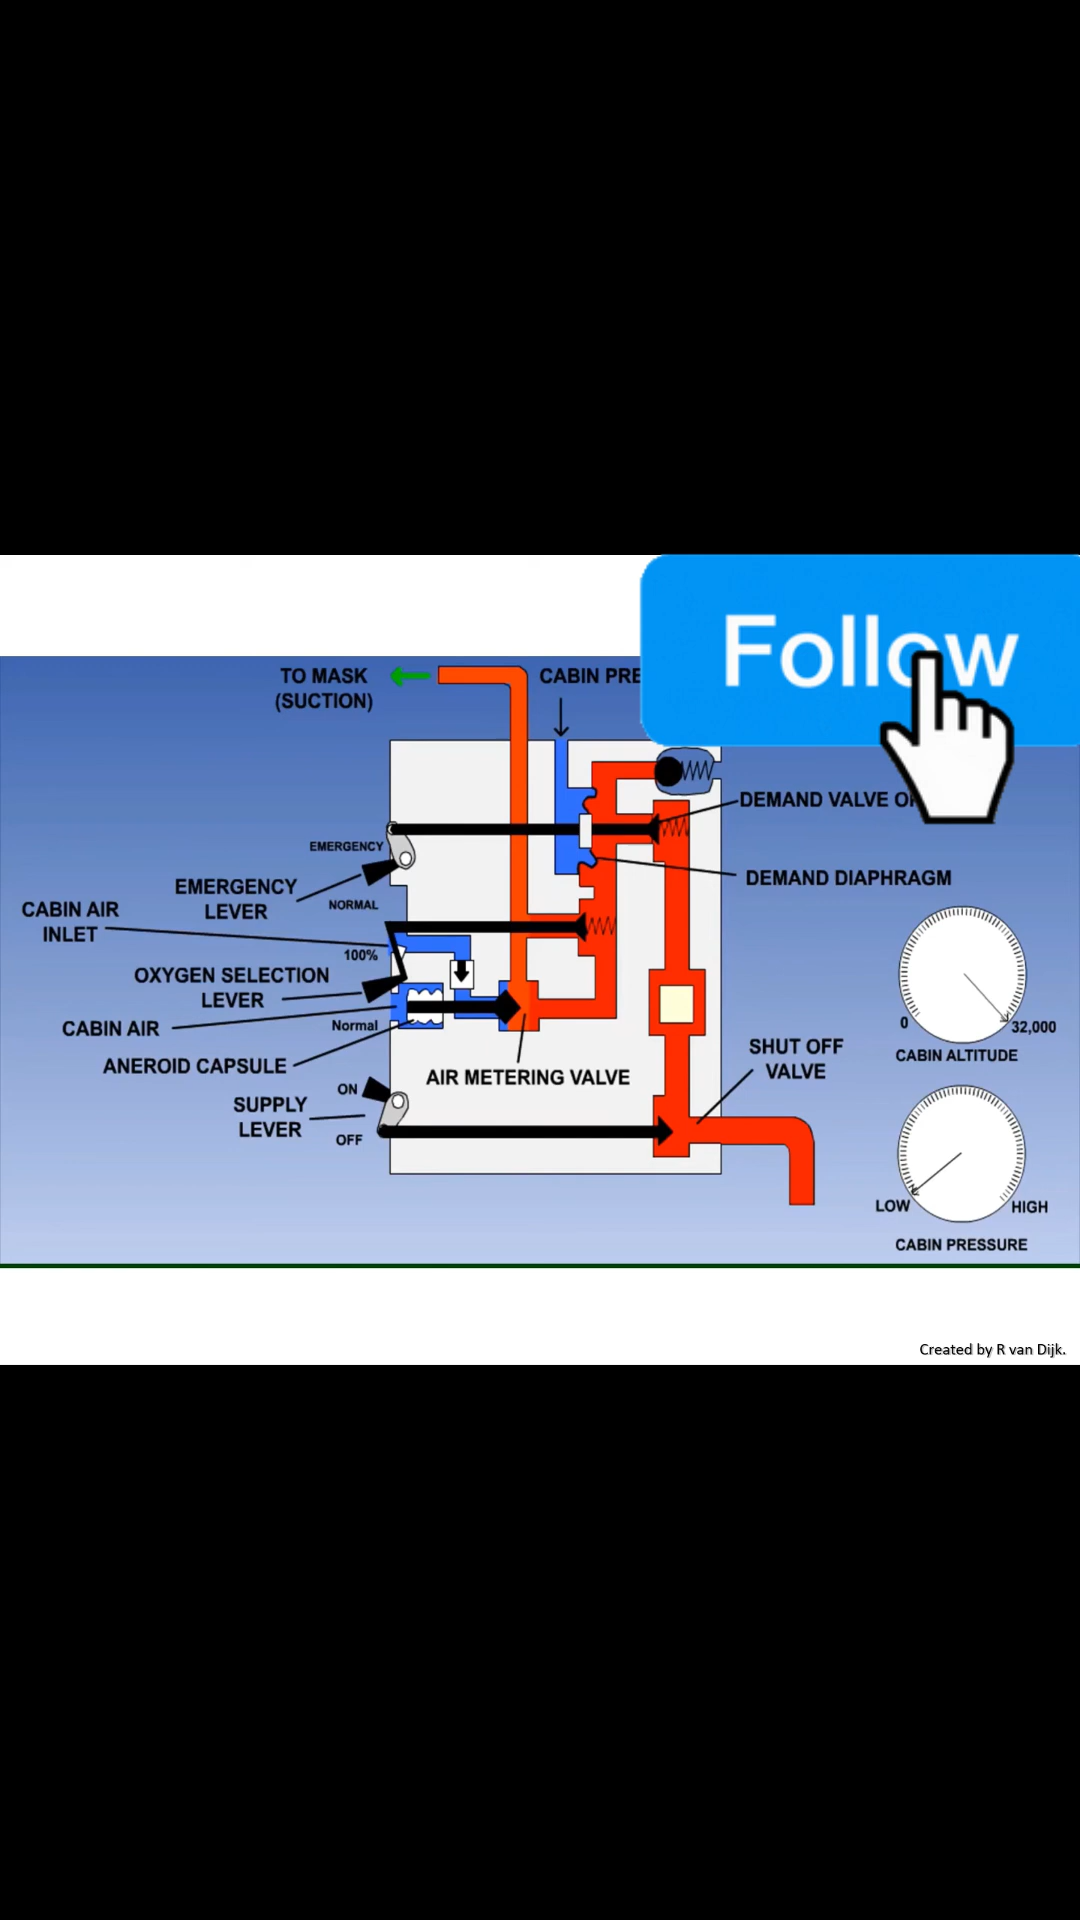 Follow
TO MASK
(SUCTION)
CABIN
DEMAND VALVE
EMERGENCY
EMERGENCY
LEVER
NORMAL
DEMAND DIAPHRAGM
CABIN AIR
INLET
100%
OXYGEN SELECTION
LEVER
CABIN AIR
Normal
ANEROID CAPSULE
AIR METERING VALVE
ON
SUPPLY
LEVER
OFF
SHUT OFF
VALVE
0
32,000
CABIN ALTITUDE
LOW
HIGH
CABIN PRESSURE
Created by R van Dijk.